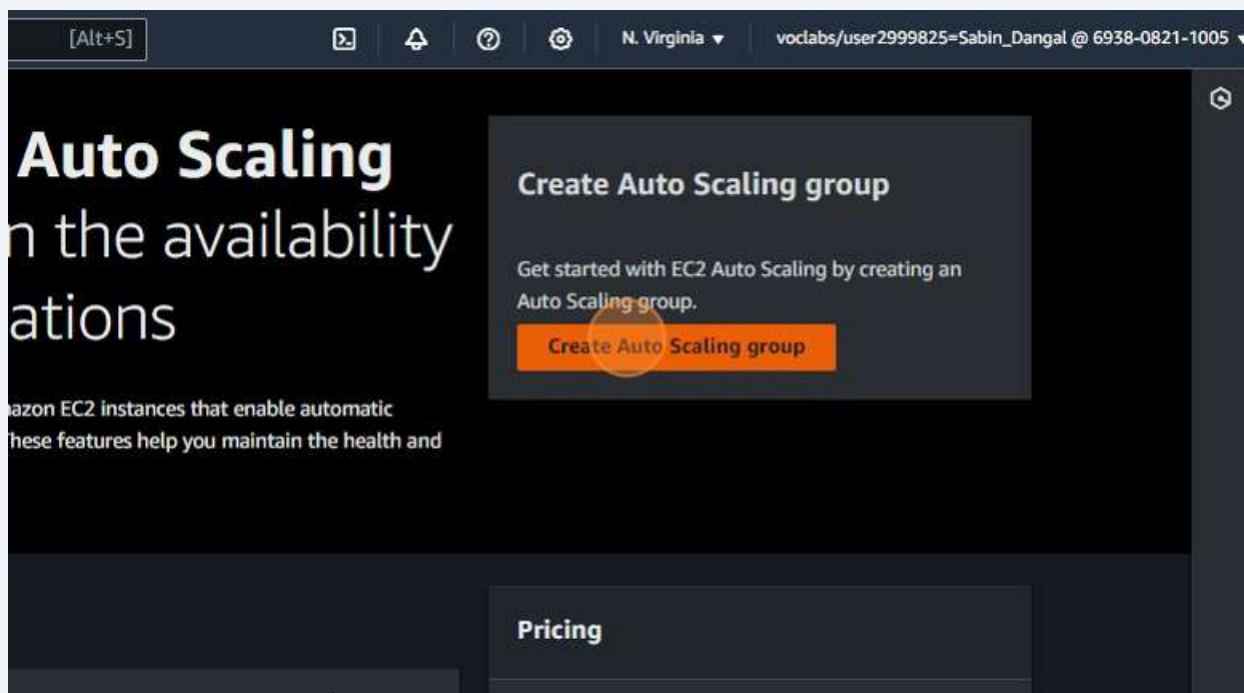 [Alt+S]
N. Virginia
voclabs/user2999825=Sabin_Dangal @ 6938-0821-1005
Auto Scaling
n the availability
ations
azon EC2 instances that enable automatic
hese features help you maintain the health and
Create Auto Scaling group
Get started with EC2 Auto Scaling by creating an
Auto Scaling group.
Create Auto Scaling group
Pricing